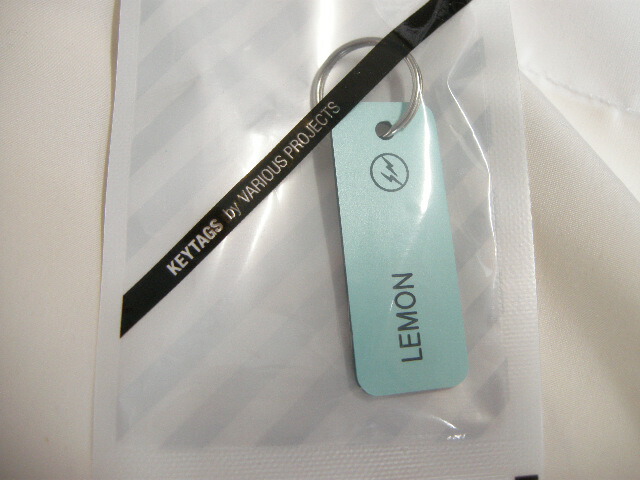 KEYTAGS by VARIOUS PROJECTS
LEMON